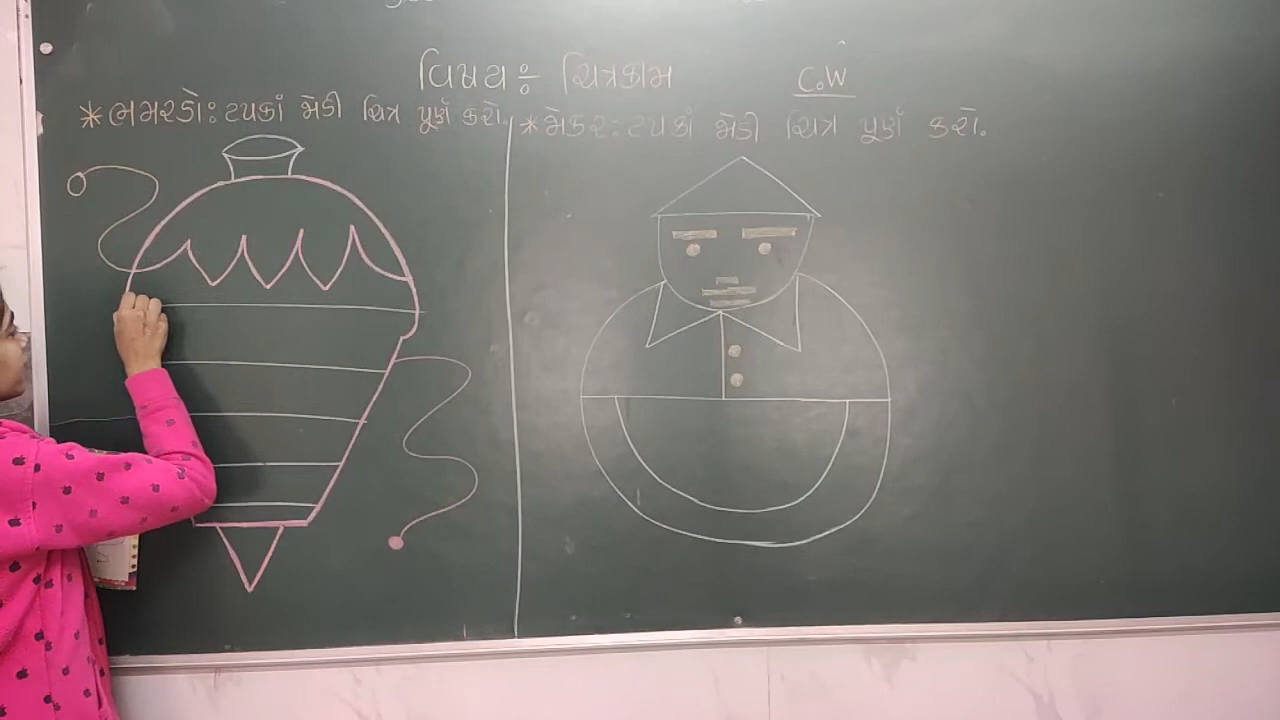 વિષય ÷ ચિત્રકામ
C.W
*ભમરડો: ટપકાં જોડી ચિત્ર પૂર્ણ કરો.
*જોકર: ટપકાં જોડી ચિત્ર પૂર્ણ કરો.